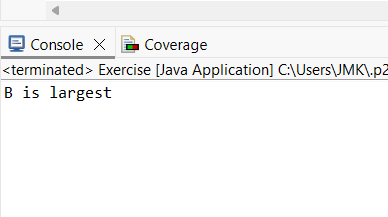 Console Coverage
<terminated> Exercise [Java Application] C:\Users\JMK\.p2
B is largest